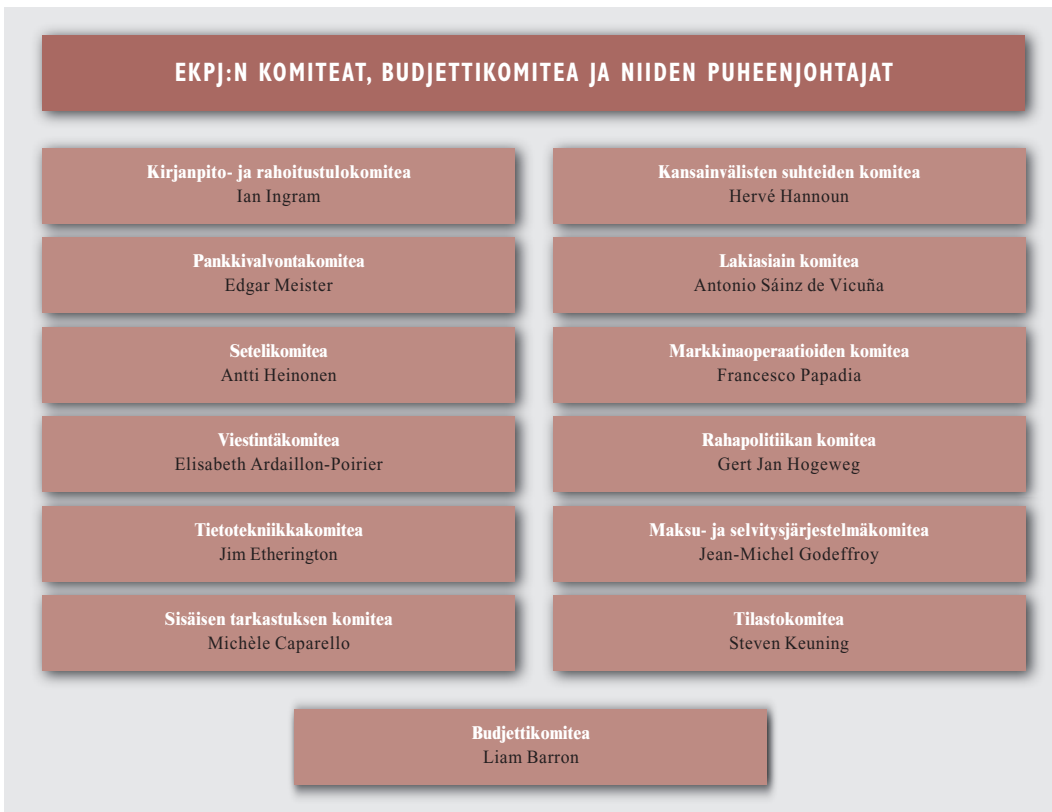 EKPJ:N KOMITEAT, BUDJETTIKOMITEA JA NIIDEN PUHEENJOHTAJAT
Kirjanpito- ja rahoitustulokomitea
Ian Ingram
Pankkivalvontakomitea
Edgar Meister
Setelikomitea
Antti Heinonen
Viestintäkomitea
Elisabeth Ardaillon-Poirier
Tietotekniikkakomitea
Jim Etherington
Sisäisen tarkastuksen komitea
Michèle Caparello
Kansainvälisten suhteiden komitea
Hervé Hannoun
Lakiasiain komitea
Antonio Sáinz de Vicuña
Markkinaoperaatioiden komitea
Francesco Papadia
Rahapolitiikan komitea
Gert Jan Hogeweg
Maksu- ja selvitysjärjestelmäkomitea
Jean-Michel Godeffroy
Tilastokomitea
Steven Keuning
Budjettikomitea
Liam Barron